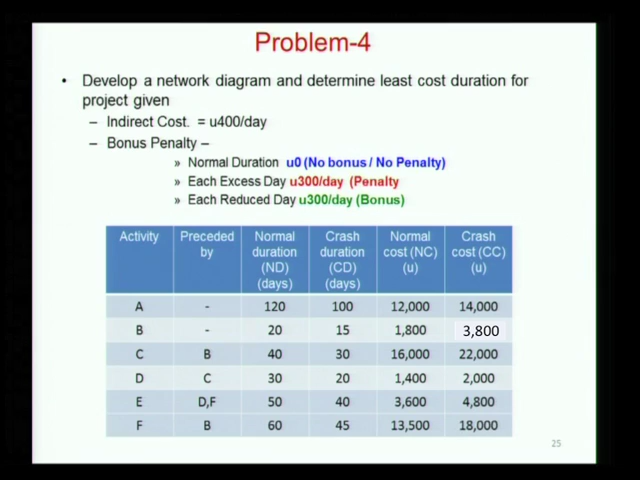 Problem-4
• Develop a network diagram and determine least cost duration for
project given
– Indirect Cost. = u400/day
– Bonus Penalty –
» Normal Duration u0 (No bonus / No Penalty)
» Each Excess Day u300/day (Penalty
» Each Reduced Day u300/day (Bonus)
Activity Preceded by Normal duration (ND) (days) Crash duration (CD) (days) Normal cost (NC) (u) Crash cost (CC) (u)
A - 120 100 12,000 14,000
B - 20 15 1,800 3,800
C B 40 30 16,000 22,000
D C 30 20 1,400 2,000
E D,F 50 40 3,600 4,800
F B 60 45 13,500 18,000
25